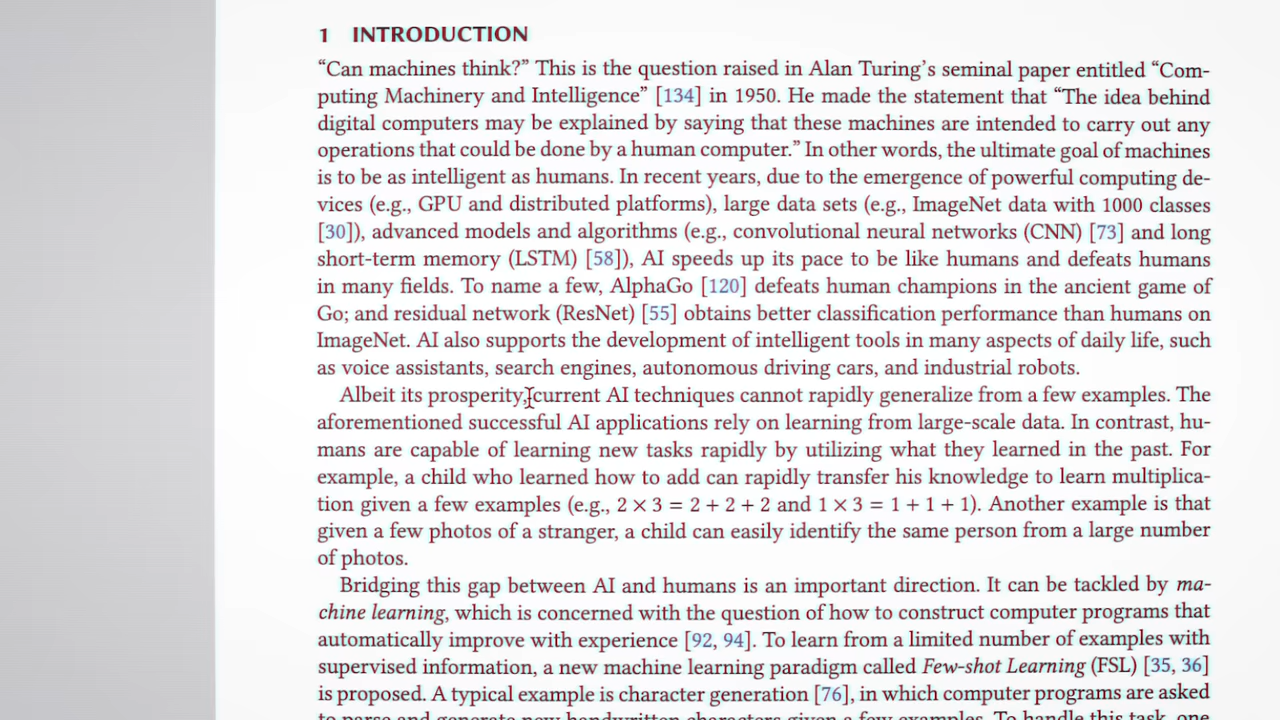 1 INTRODUCTION
“Can machines think?” This is the question raised in Alan Turing’s seminal paper entitled “Com-
puting Machinery and Intelligence” [134] in 1950. He made the statement that “The idea behind
digital computers may be explained by saying that these machines are intended to carry out any
operations that could be done by a human computer.” In other words, the ultimate goal of machines
is to be as intelligent as humans. In recent years, due to the emergence of powerful computing de-
vices (e.g., GPU and distributed platforms), large data sets (e.g., ImageNet data with 1000 classes
[30]), advanced models and algorithms (e.g., convolutional neural networks (CNN) [73] and long
short-term memory (LSTM) [58]), AI speeds up its pace to be like humans and defeats humans
in many fields. To name a few, AlphaGo [120] defeats human champions in the ancient game of
Go; and residual network (ResNet) [55] obtains better classification performance than humans on
ImageNet. AI also supports the development of intelligent tools in many aspects of daily life, such
as voice assistants, search engines, autonomous driving cars, and industrial robots.
Albeit its prosperity, current AI techniques cannot rapidly generalize from a few examples. The
aforementioned successful AI applications rely on learning from large-scale data. In contrast, hu-
mans are capable of learning new tasks rapidly by utilizing what they learned in the past. For
example, a child who learned how to add can rapidly transfer his knowledge to learn multiplica-
tion given a few examples (e.g., 2 × 3 = 2 + 2 + 2 and 1 × 3 = 1 + 1 + 1). Another example is that
given a few photos of a stranger, a child can easily identify the same person from a large number
of photos.
Bridging this gap between AI and humans is an important direction. It can be tackled by ma-
chine learning, which is concerned with the question of how to construct computer programs that
automatically improve with experience [92, 94]. To learn from a limited number of examples with
supervised information, a new machine learning paradigm called Few-shot Learning (FSL) [35, 36]
is proposed. A typical example is character generation [76], in which computer programs are asked
to parse and generate new handwritten characters given a few examples. To handle this task, one